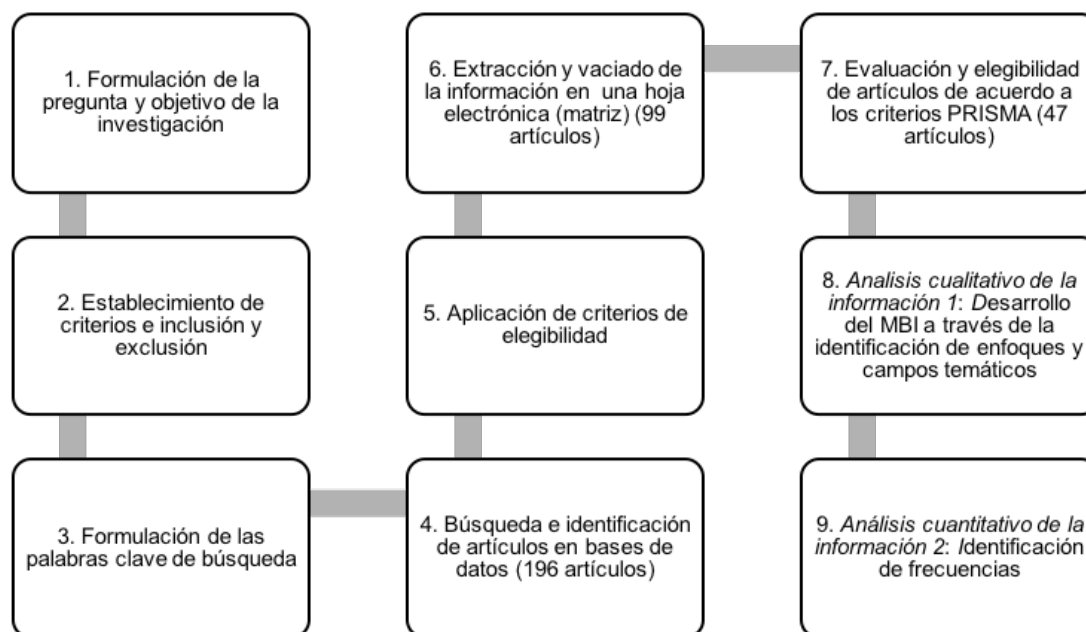 1. Formulación de la
pregunta y objetivo de la
investigación
2. Establecimiento de
criterios e inclusión y
exclusión
3. Formulación de las
palabras clave de búsqueda
4. Búsqueda e identificación
de artículos en bases de
datos (196 artículos)
5. Aplicación de criterios de
elegibilidad
6. Extracción y vaciado de
la información en una hoja
electrónica (matriz) (99
artículos)
7. Evaluación y elegibilidad
de artículos de acuerdo a
los criterios PRISMA (47
artículos)
8. Analisis cualitativo de la
información 1: Desarrollo
del MBI a través de la
identificación de enfoques y
campos temáticos
9. Análisis cuantitativo de la
información 2: Identificación
de frecuencias